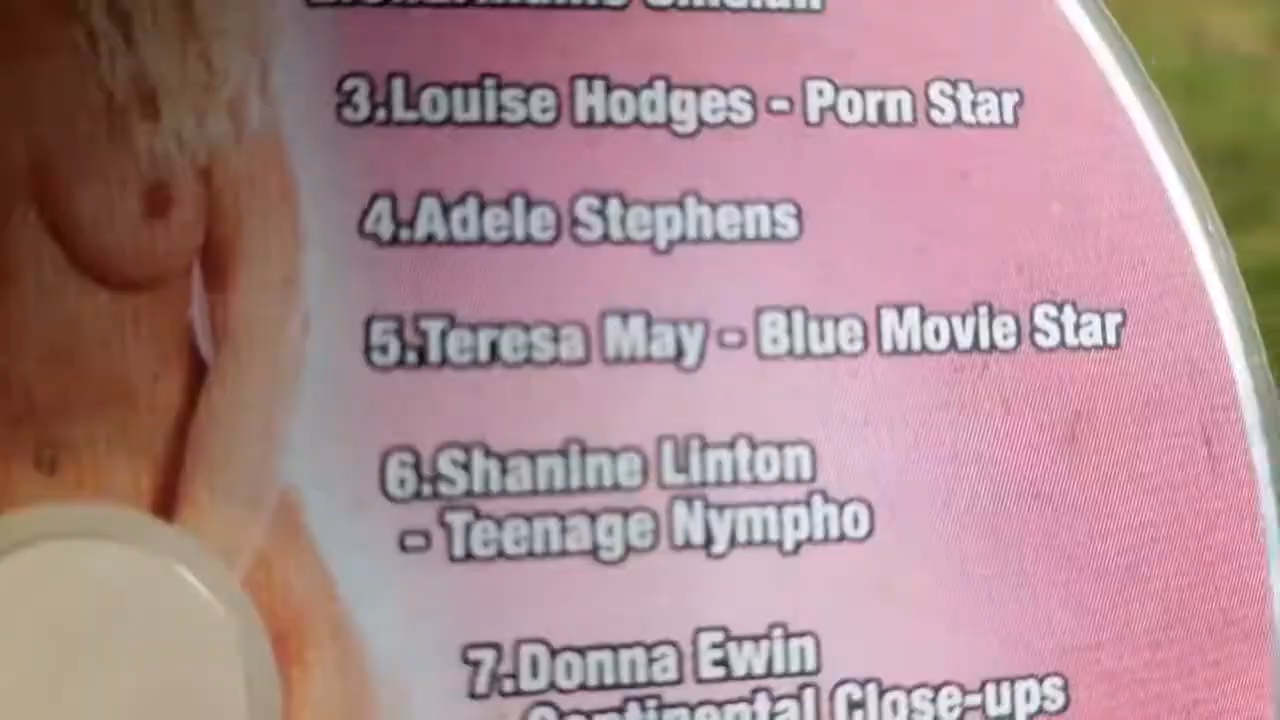 3.Louise Hodges - Porn Star
4.Adele Stephens
5.Teresa May - Blue Movie Star
6.Shanine Linton
- Teenage Nympho
7.Donna Ewin
Continental Close-ups